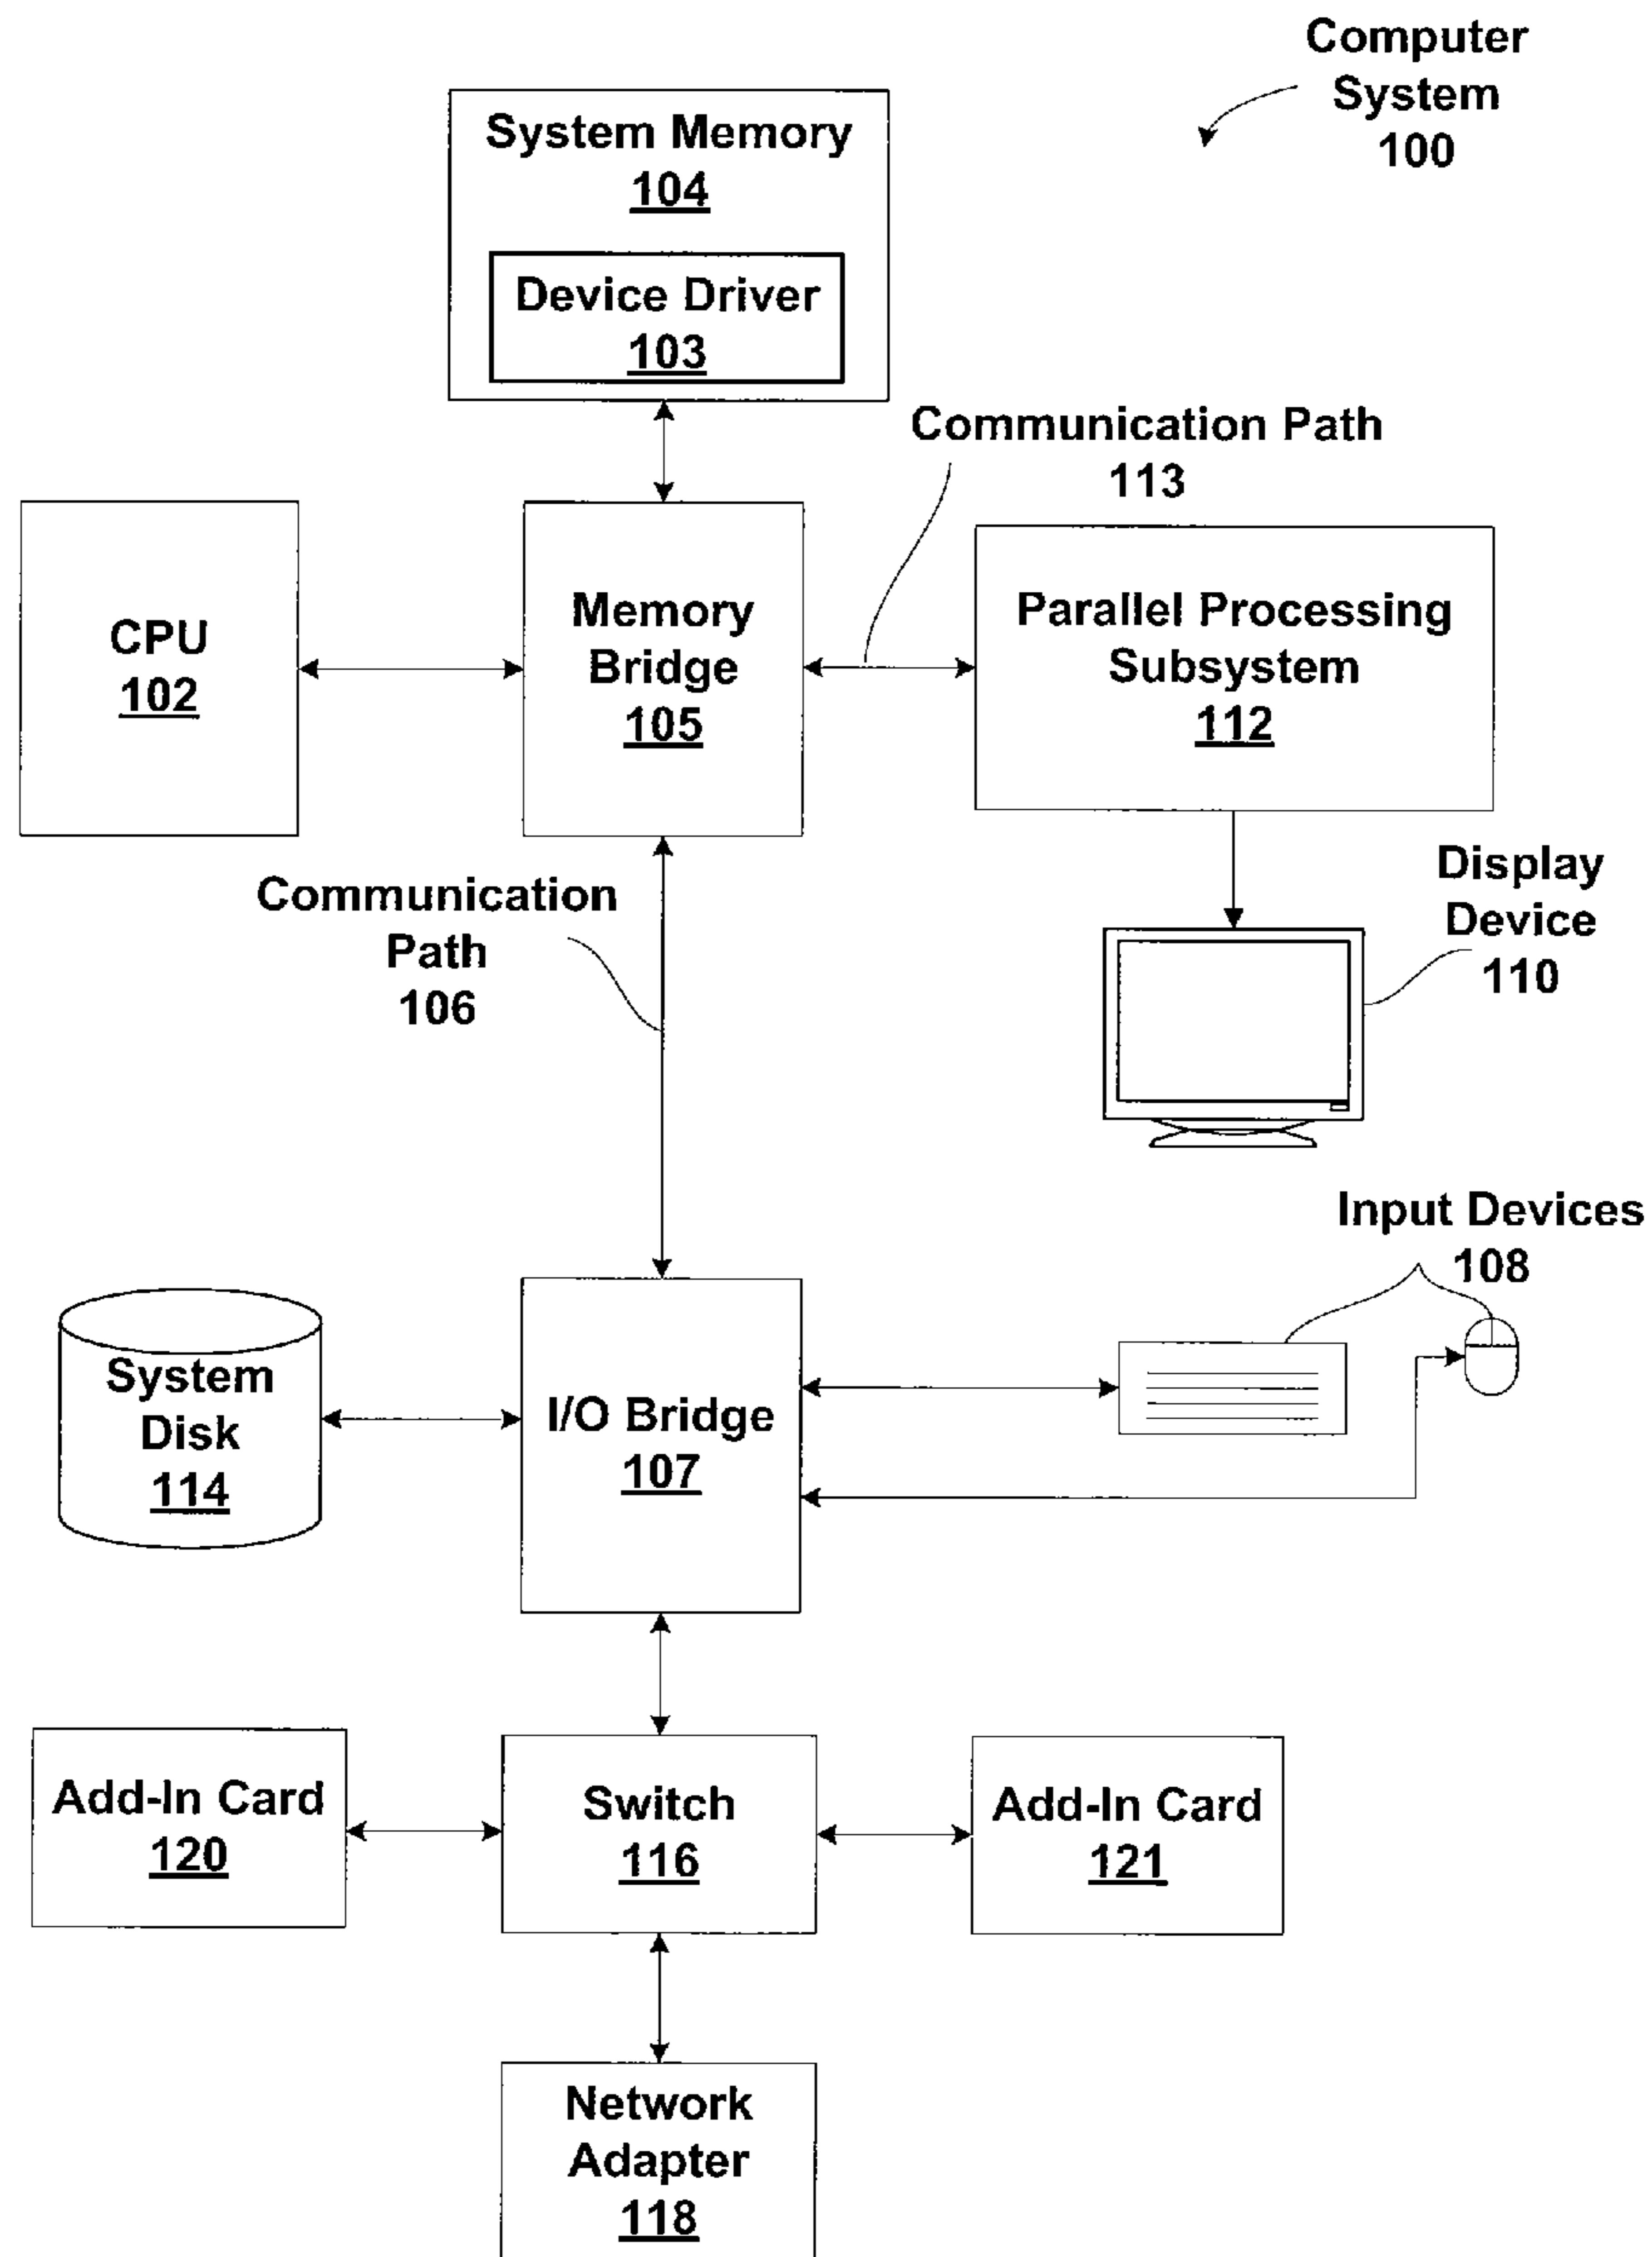 Computer
System
100
System Memory
104
Device Driver
103
Communication Path
113
CPU
102
Memory
Bridge
105
Parallel Processing
Subsystem
112
Communication
Path
106
Display
Device
110
Input Devices
108
System
Disk
114
I/O Bridge
107
Add-In Card
120
Switch
116
Add-In Card
121
Network
Adapter
118